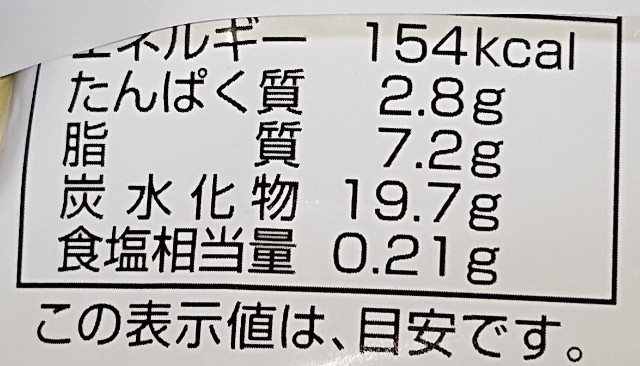 エネルギー 154kcal
たんぱく質 2.8g
脂質 7.2g
炭水化物 19.7g
食塩相当量 0.21g
この表示値は、目安です。